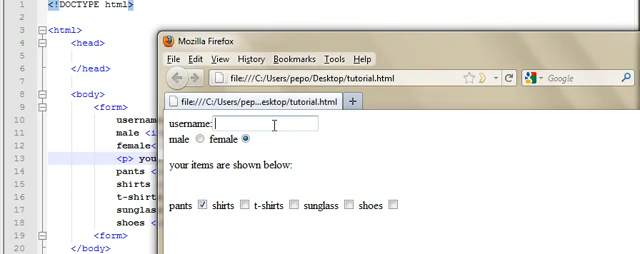 1 <!DOCTYPE html>
2
3 <html>
4 <head>
5
6 </head>
7
8 <body>
9 <form>
10 username
11 male <i
12 female<
13 <p> you
14 pants <
15 shirts
16 t-shirt
17 sunglas
18 shoes <
19 <form>
20 </body>
Mozilla Firefox
File Edit View History Bookmarks Tools Help
file:///C:/Users/pepo/Desktop/tutorial.html
Google
file:///C:/Users/pep...esktop/tutorial.html
username:
male female
your items are shown below:
pants shirts t-shirts sunglass shoes